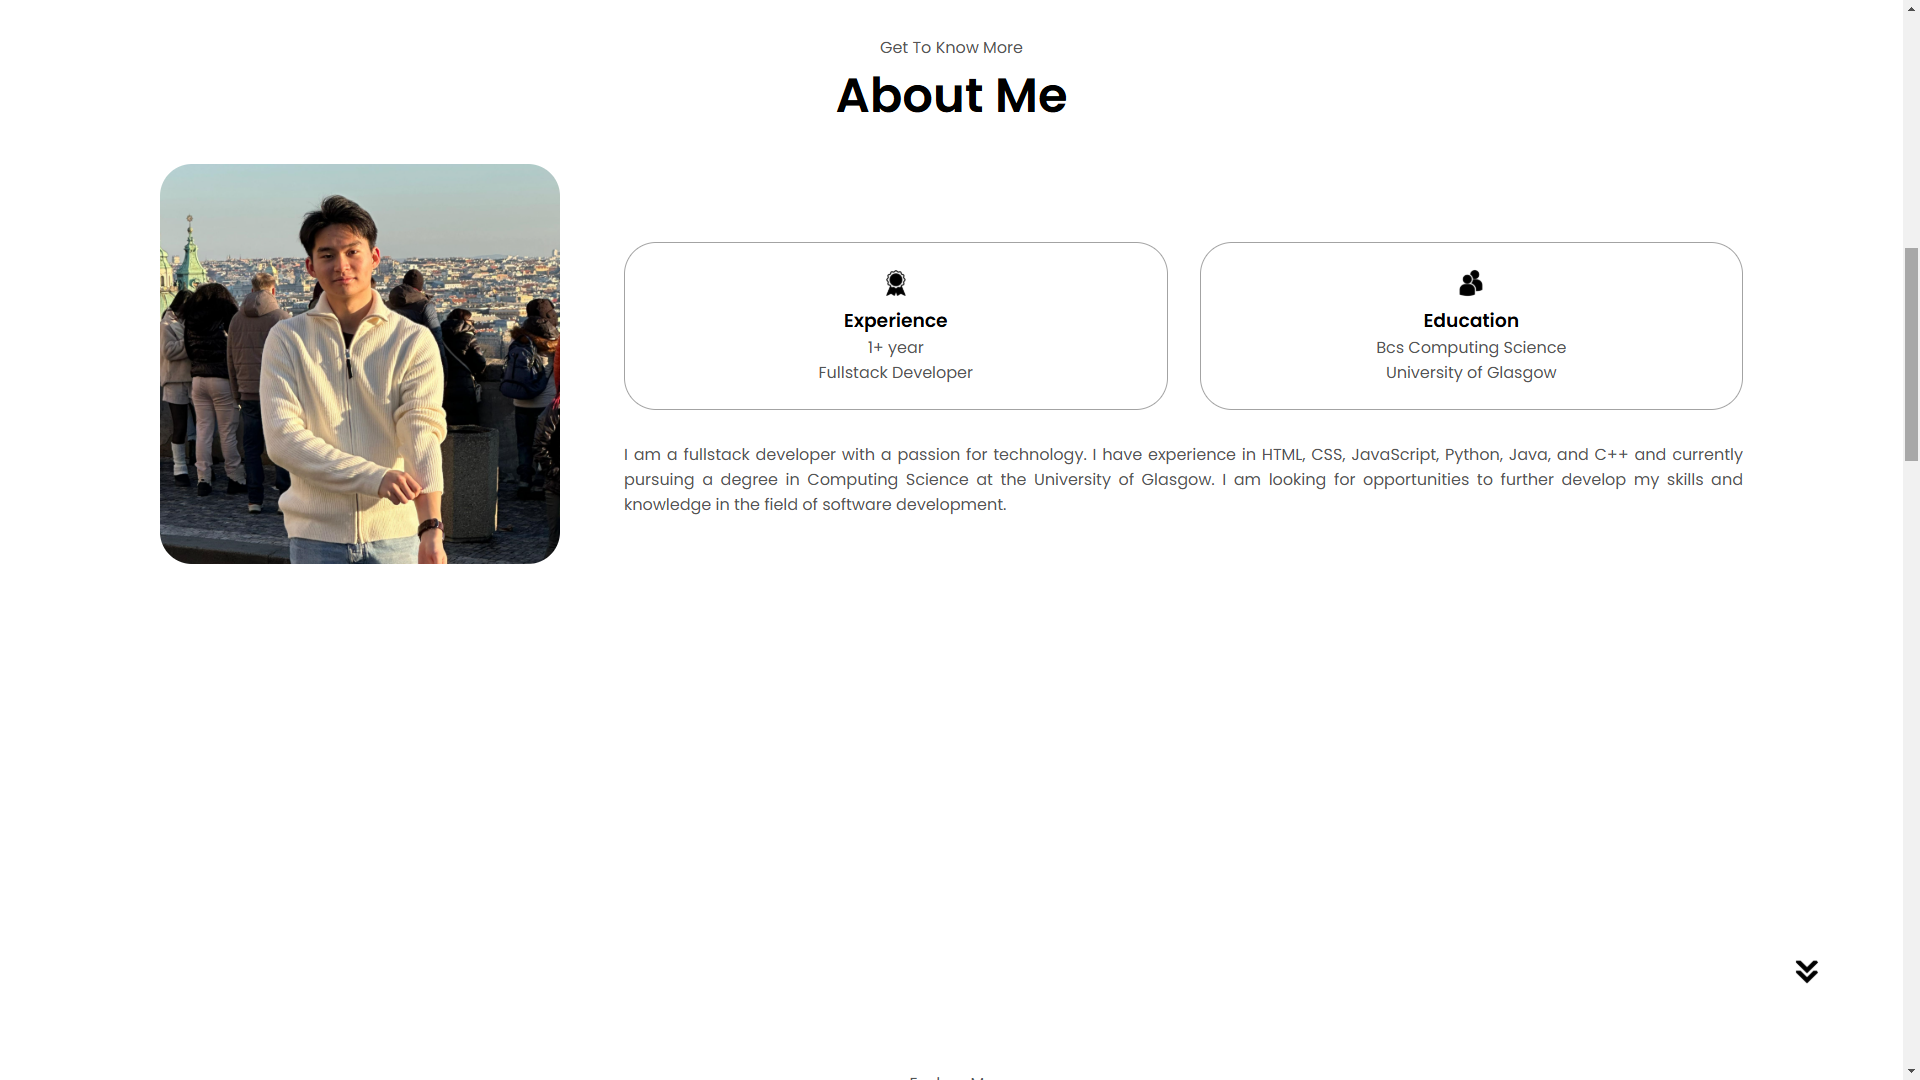 Get To Know More
About Me
Experience
1+ year
Fullstack Developer
Education
Bcs Computing Science
University of Glasgow
I am a fullstack developer with a passion for technology. I have experience in HTML, CSS, JavaScript, Python, Java, and C++ and currently
pursuing a degree in Computing Science at the University of Glasgow. I am looking for opportunities to further develop my skills and
knowledge in the field of software development.